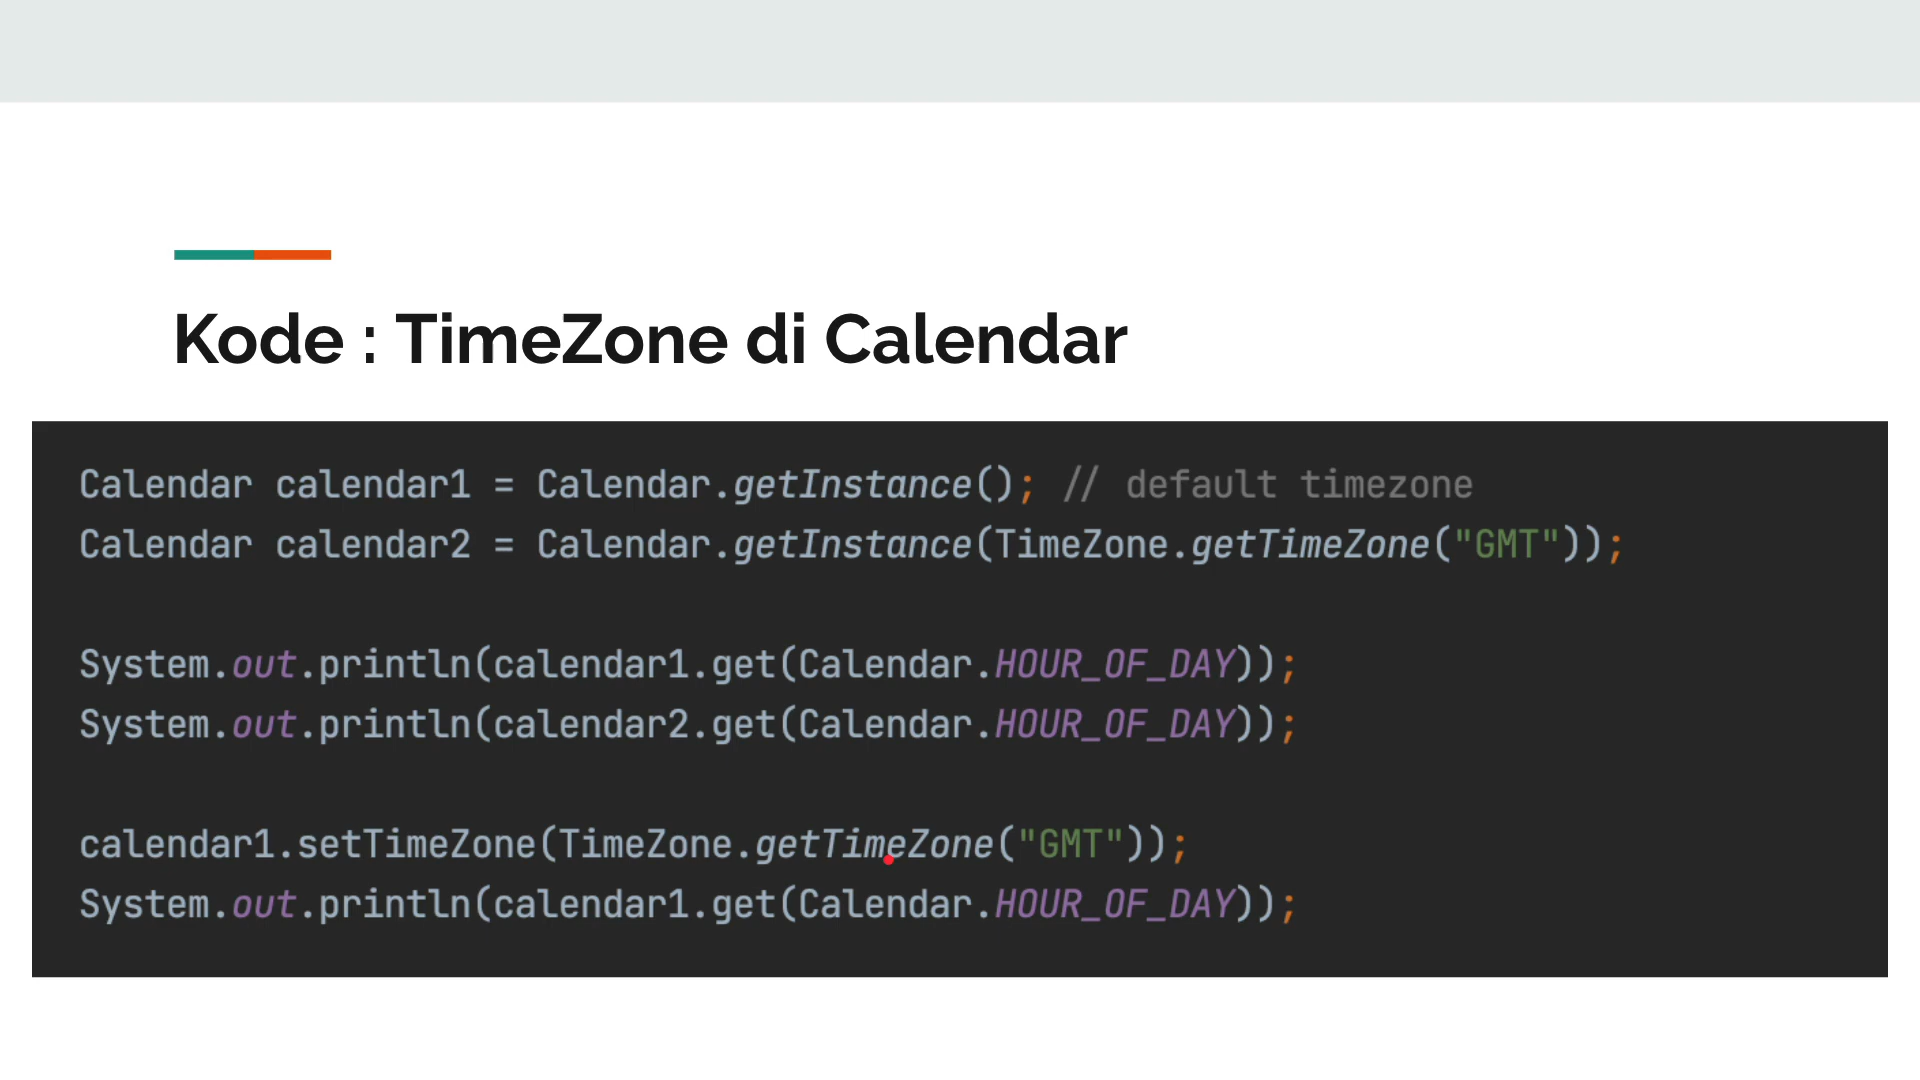 Kode : TimeZone di Calendar
Calendar calendar1 = Calendar.getInstance(); // default timezone
Calendar calendar2 = Calendar.getInstance(TimeZone.getTimeZone("GMT"));
System.out.println(calendar1.get(Calendar.HOUR_OF_DAY));
System.out.println(calendar2.get(Calendar.HOUR_OF_DAY));
calendar1.setTimeZone(TimeZone.getTimeZone("GMT"));
System.out.println(calendar1.get(Calendar.HOUR_OF_DAY));